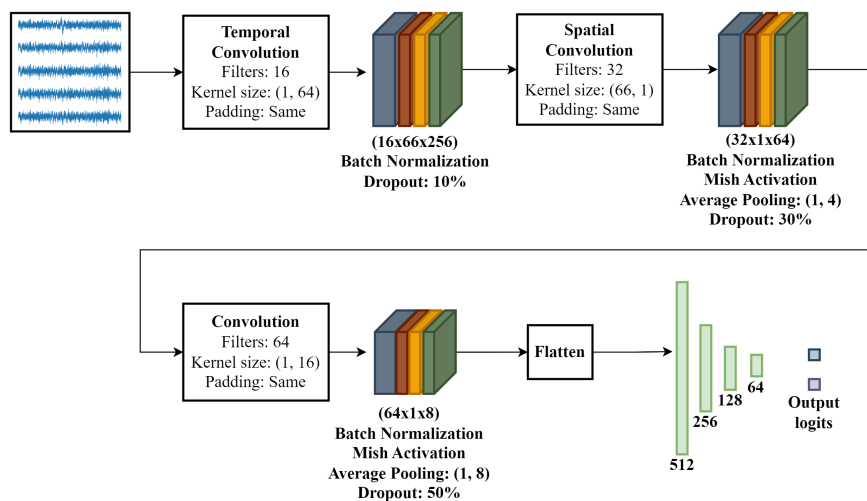 Temporal
Convolution
Filters: 16
Kernel size: (1, 64)
Padding: Same
(16x66x256)
Batch Normalization
Dropout: 10%
Spatial
Convolution
Filters: 32
Kernel size: (66, 1)
Padding: Same
(32x1x64)
Batch Normalization
Mish Activation
Average Pooling: (1, 4)
Dropout: 30%
Convolution
Filters: 64
Kernel size: (1, 16)
Padding: Same
(64x1x8)
Batch Normalization
Mish Activation
Average Pooling: (1, 8)
Dropout: 50%
Flatten
512
256
128
64
Output
logits